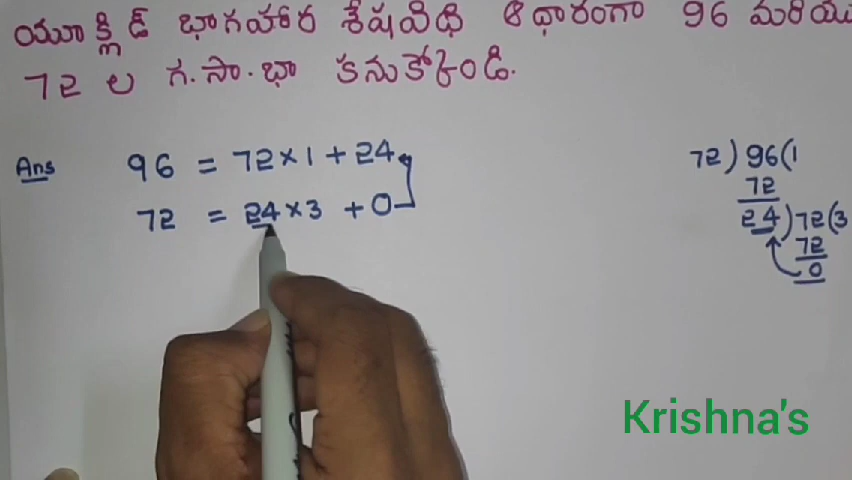 యూక్లిడ్ భాగహార శేషవిధి ఆధారంగా 96 మరియు
72 ల గ.సా.భా కనుకోండి.
Ans 96 = 72 × 1 + 24
72 = 24 × 3 + 0
72 ) 96 ( 1
72
24 ) 72 ( 3
72
0
Krishna's